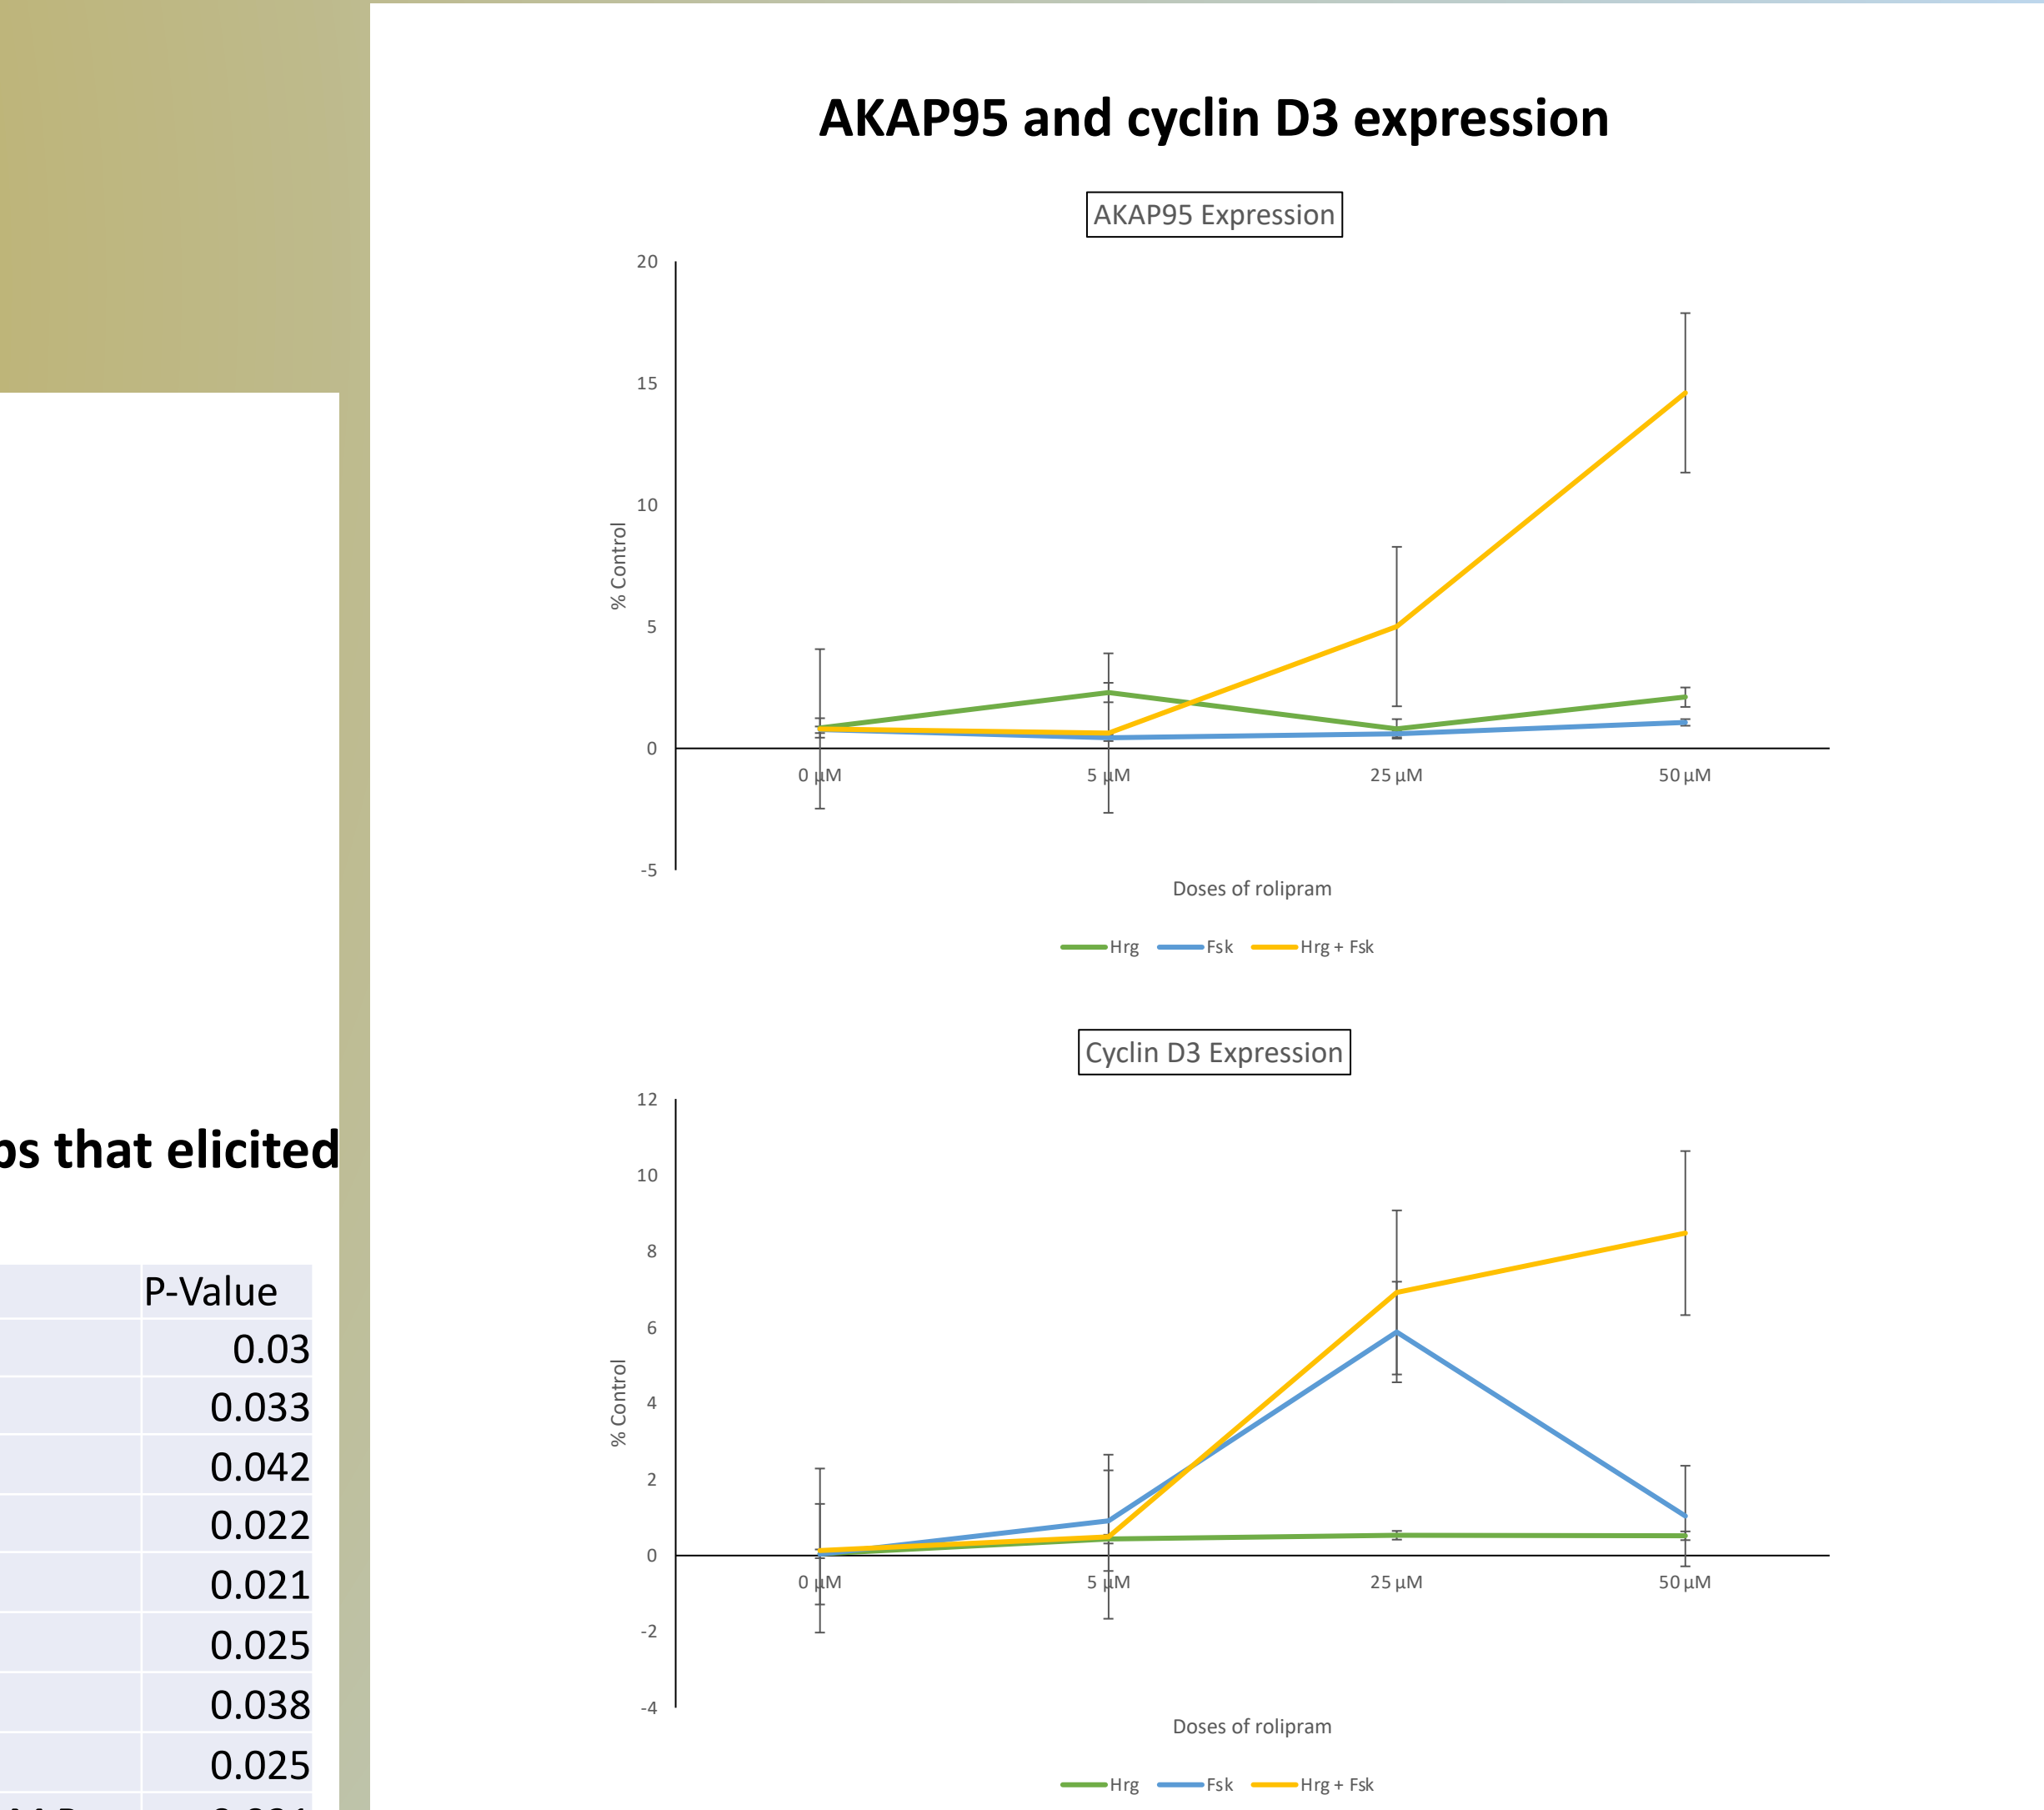 AKAP95 and cyclin D3 expression
AKAP95 Expression
20
15
10
5
0
-5
% Control
0 µM 5 µM 25 µM 50 µM
Doses of rolipram
Hrg Fsk Hrg + Fsk
Cyclin D3 Expression
12
10
8
6
4
2
0
-2
-4
% Control
0 µM 5 µM 25 µM 50 µM
Doses of rolipram
Hrg Fsk Hrg + Fsk
that elicited
P-Value
0.03
0.033
0.042
0.022
0.021
0.025
0.038
0.025